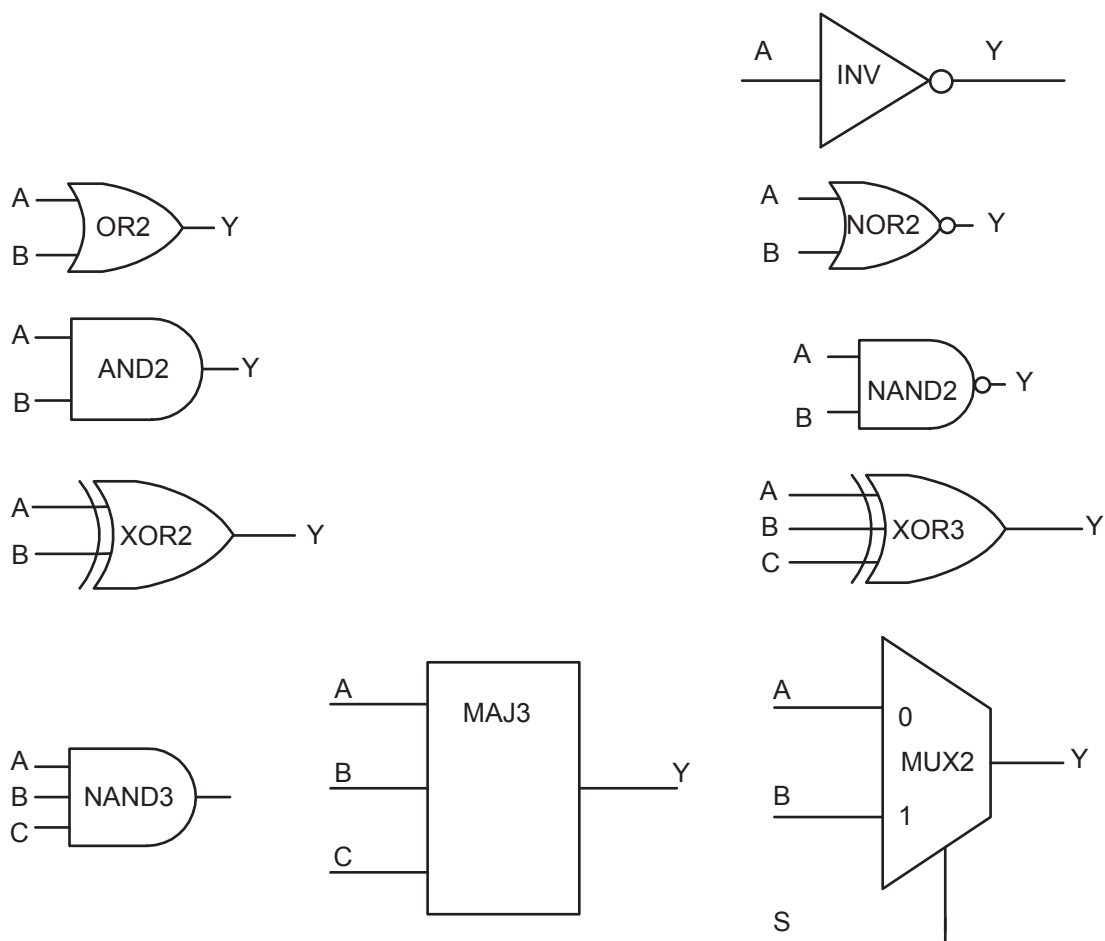 A INV Y
A OR2 Y
B
A NOR2 Y
B
A AND2 Y
B
A NAND2 Y
B
A XOR2 Y
B
A XOR3 Y
B
C
A NAND3
B
C
A MAJ3
B Y
C
A 0
MUX2 Y
B 1
S